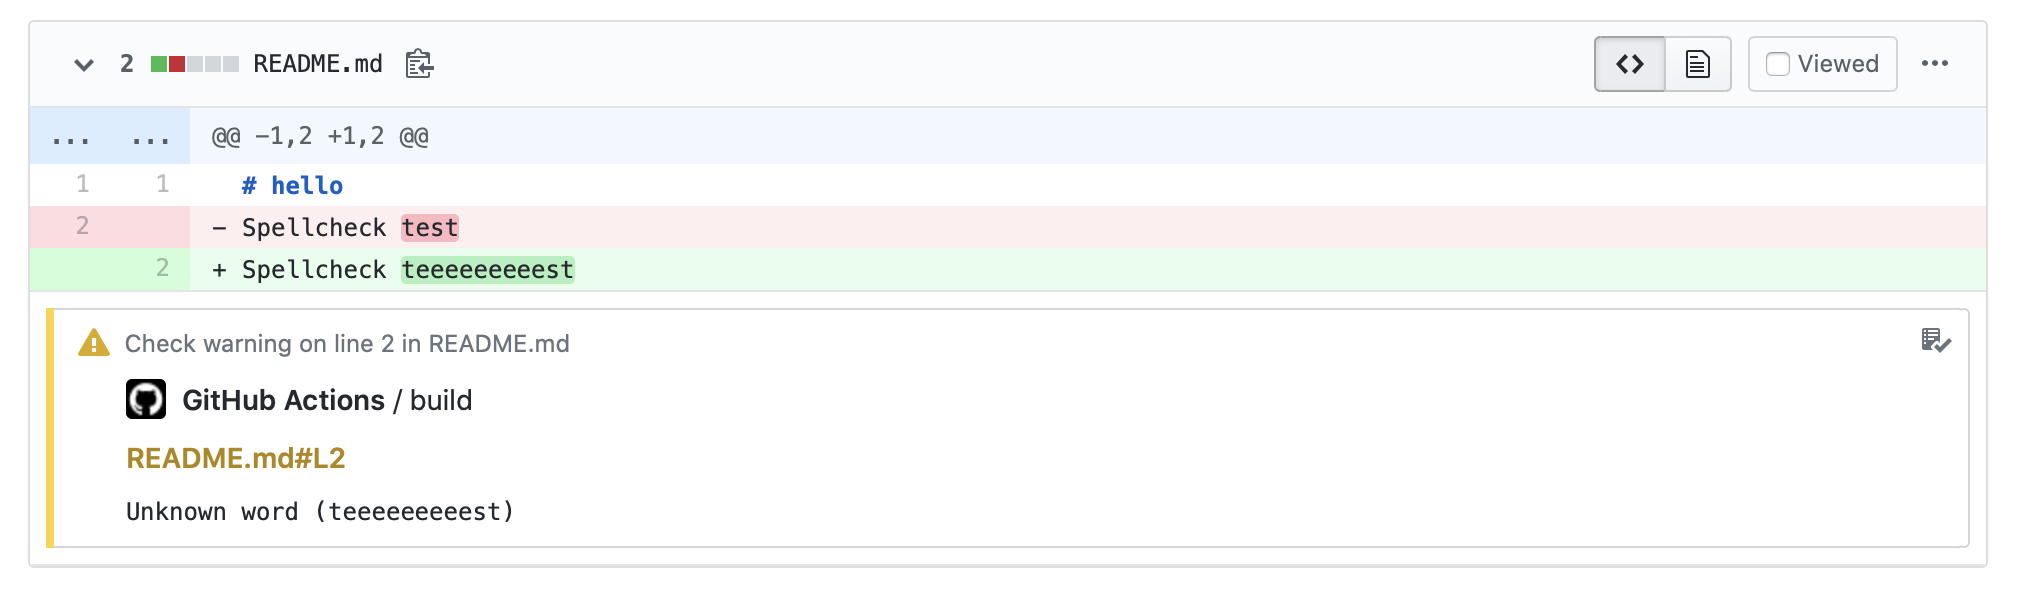 2 README.md Viewed ...
... ... @@ -1,2 +1,2 @@
1 1 # hello
2 - Spellcheck test
2 + Spellcheck teeeeeeeeest
Check warning on line 2 in README.md
GitHub Actions / build
README.md#L2
Unknown word (teeeeeeeeest)